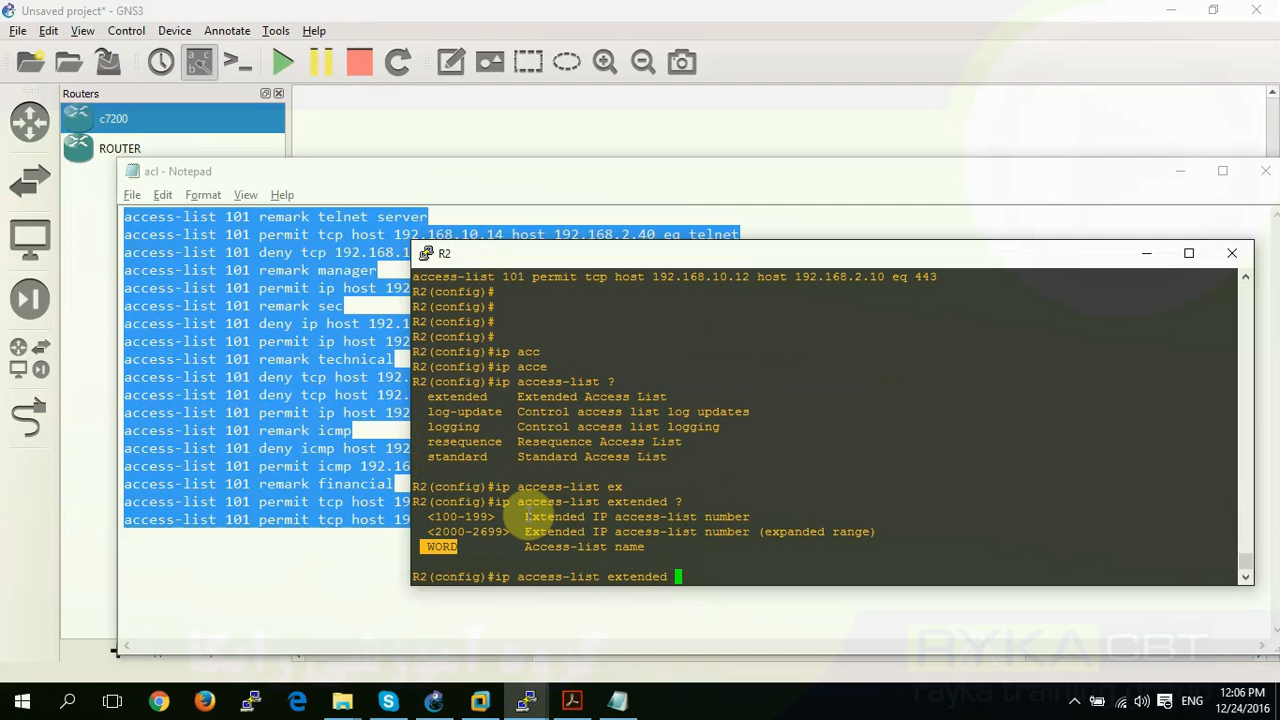 Unsaved project* - GNS3
File Edit View Control Device Annotate Tools Help
Routers
c7200
ROUTER
acl - Notepad
File Edit Format View Help
access-list 101 remark telnet server
access-list 101 permit tcp host 192.168.10.14 host 192.168.2.40 eq telnet
access-list 101 deny tcp 192.168.1
access-list 101 remark manager
access-list 101 permit ip host 192
access-list 101 remark sec
access-list 101 deny ip host 192.1
access-list 101 permit ip host 192
access-list 101 remark technical
access-list 101 deny tcp host 192.
access-list 101 deny tcp host 192.
access-list 101 permit ip host 192
access-list 101 remark icmp
access-list 101 deny icmp host 192
access-list 101 permit icmp 192.16
access-list 101 remark financial
access-list 101 permit tcp host 19
access-list 101 permit tcp host 19
R2
access-list 101 permit tcp host 192.168.10.12 host 192.168.2.10 eq 443
R2(config)#
R2(config)#
R2(config)#
R2(config)#
R2(config)#ip acc
R2(config)#ip acce
R2(config)#ip access-list ?
extended Extended Access List
log-update Control access list log updates
logging Control access list logging
resequence Resequence Access List
standard Standard Access List
R2(config)#ip access-list ex
R2(config)#ip access-list extended ?
<100-199> Extended IP access-list number
<2000-2699> Extended IP access-list number (expanded range)
WORD Access-list name
R2(config)#ip access-list extended
RYKA CBT
ENG
12:06 PM
12/24/2016